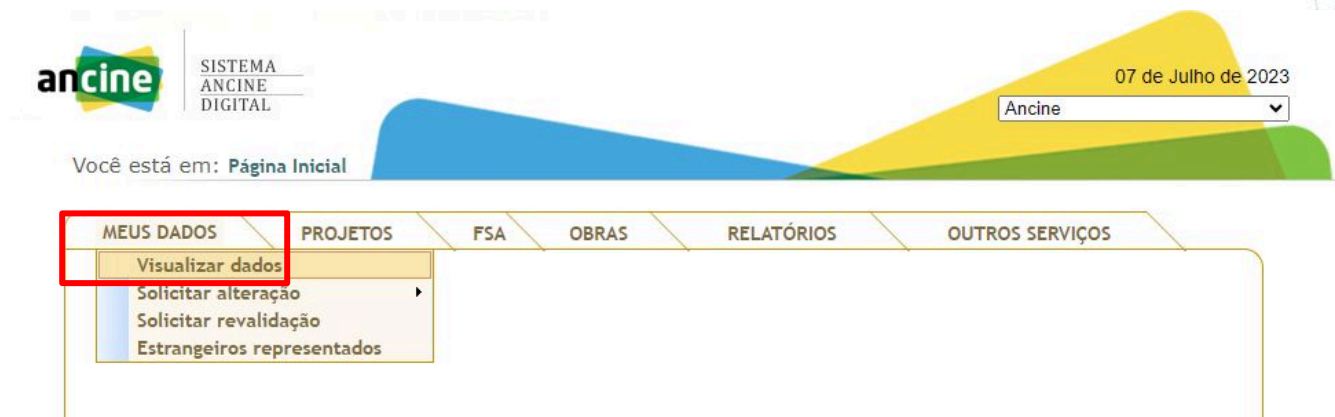 ancine
SISTEMA
ANCINE
DIGITAL
07 de Julho de 2023
Ancine
Você está em: Página Inicial
MEUS DADOS PROJETOS FSA OBRAS RELATÓRIOS OUTROS SERVIÇOS
Visualizar dados
Solicitar alteração
Solicitar revalidação
Estrangeiros representados